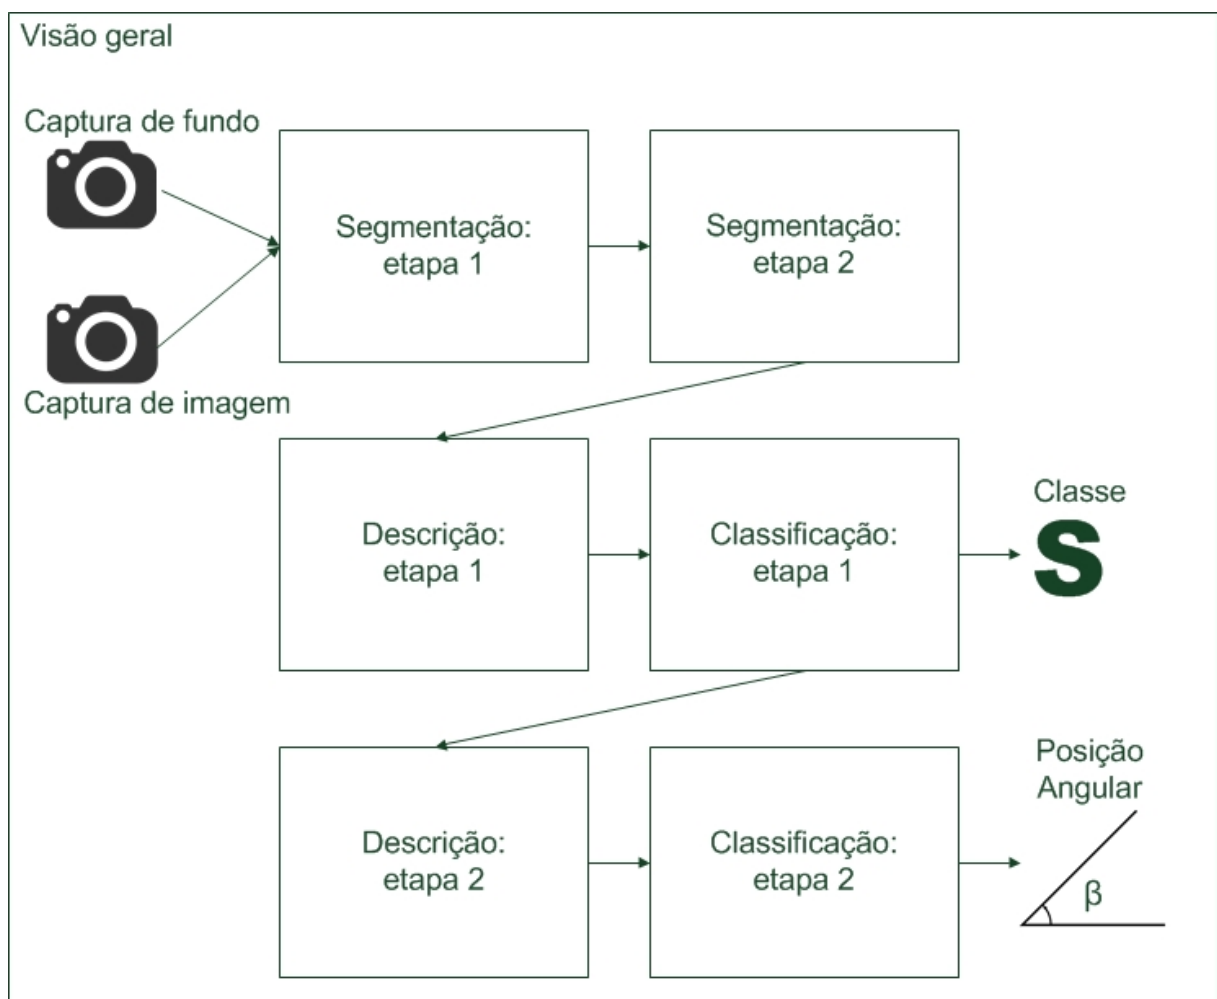 Visão geral
Captura de fundo
Segmentação:
etapa 1
Segmentação:
etapa 2
Captura de imagem
Descrição:
etapa 1
Classificação:
etapa 1
Classe
S
Descrição:
etapa 2
Classificação:
etapa 2
Posição
Angular
β